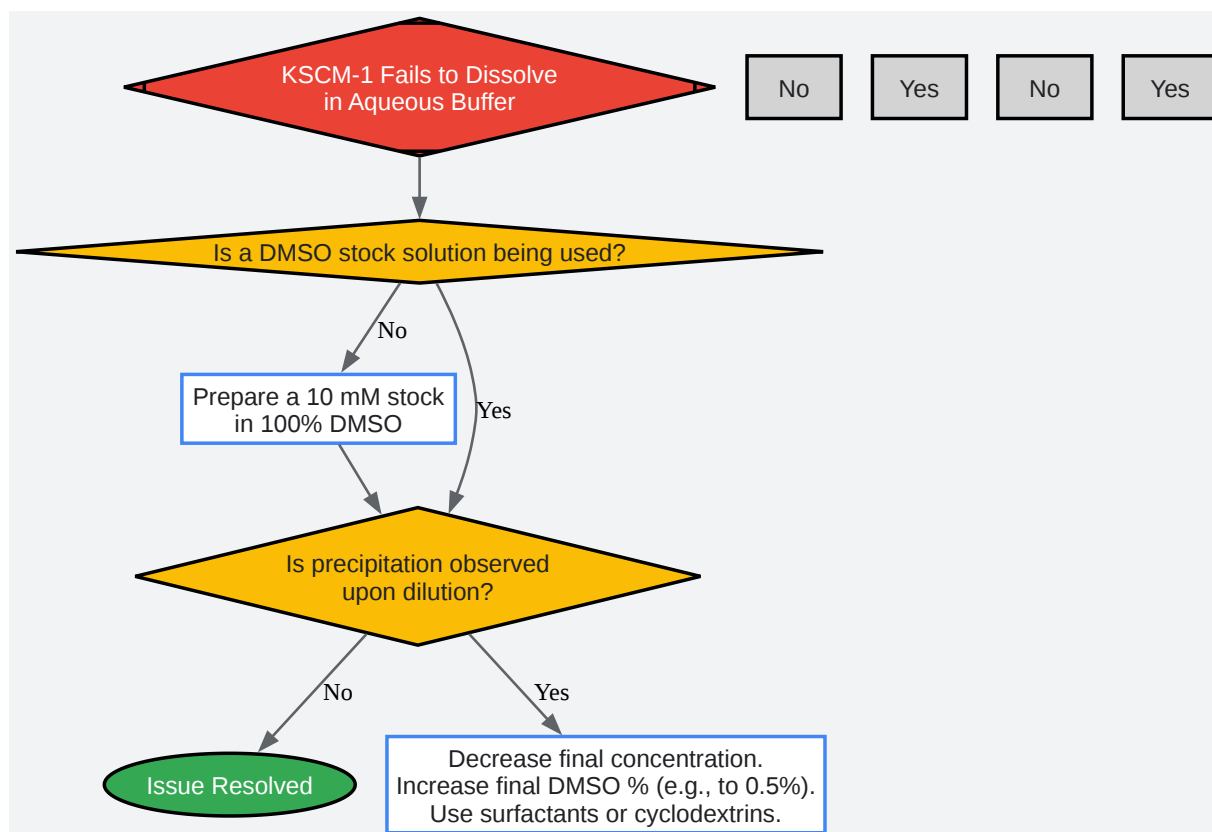 KSCM-1 Fails to Dissolve
in Aqueous Buffer
No
Yes
No
Yes
Is a DMSO stock solution being used?
No
Prepare a 10 mM stock
in 100% DMSO
Yes
Is precipitation observed
upon dilution?
No
Yes
Issue Resolved
Decrease final concentration.
Increase final DMSO % (e.g., to 0.5%).
Use surfactants or cyclodextrins.